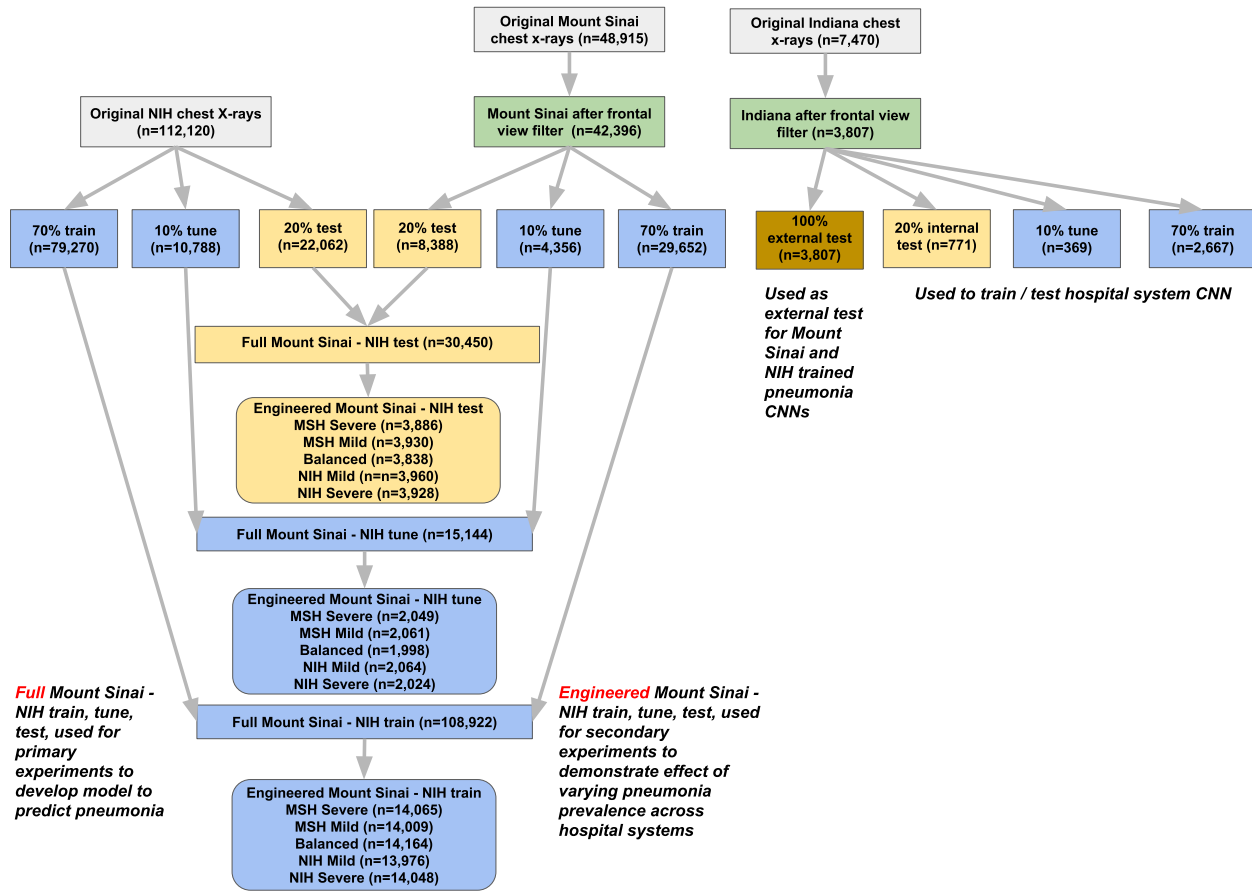 Original Mount Sinai
chest x-rays (n=48,915)
Original Indiana chest
x-rays (n=7,470)
Original NIH chest X-rays
(n=112,120)
Mount Sinai after frontal
view filter (n=42,396)
Indiana after frontal view
filter (n=3,807)
70% train
(n=79,270)
10% tune
(n=10,788)
20% test
(n=22,062)
20% test
(n=8,388)
10% tune
(n=4,356)
70% train
(n=29,652)
100%
external test
(n=3,807)
20% internal
test (n=771)
10% tune
(n=369)
70% train
(n=2,667)
Used as
external test
for Mount
Sinai and
NIH trained
pneumonia
CNNs
Used to train / test hospital system CNN
Full Mount Sinai - NIH test (n=30,450)
Engineered Mount Sinai - NIH test
MSH Severe (n=3,886)
MSH Mild (n=3,930)
Balanced (n=3,838)
NIH Mild (n=n=3,960)
NIH Severe (n=3,928)
Full Mount Sinai - NIH tune (n=15,144)
Engineered Mount Sinai - NIH tune
MSH Severe (n=2,049)
MSH Mild (n=2,061)
Balanced (n=1,998)
NIH Mild (n=2,064)
NIH Severe (n=2,024)
Full Mount Sinai -
NIH train, tune,
test, used for
primary
experiments to
develop model to
predict pneumonia
Engineered Mount Sinai -
NIH train, tune, test, used
for secondary
experiments to
demonstrate effect of
varying pneumonia
prevalence across
hospital systems
Full Mount Sinai - NIH train (n=108,922)
Engineered Mount Sinai - NIH train
MSH Severe (n=14,065)
MSH Mild (n=14,009)
Balanced (n=14,164)
NIH Mild (n=13,976)
NIH Severe (n=14,048)